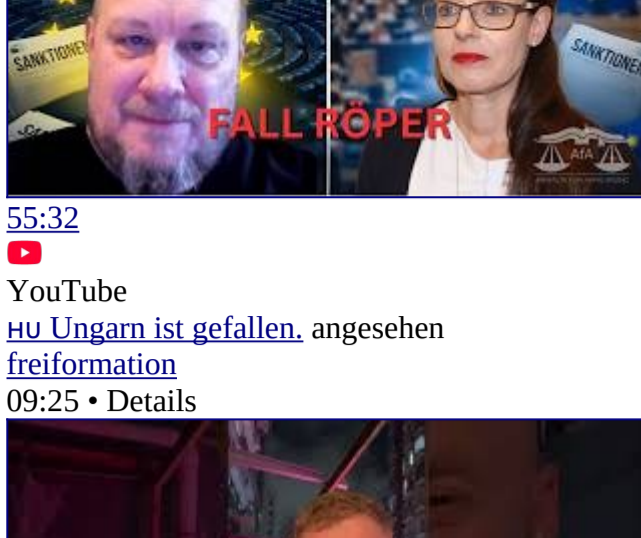 SANKTIONEN
SANKTIONEN
FALL RÖPER
AfA
55:32
YouTube
HU Ungarn ist gefallen. angesehen
freiformation
09:25 • Details